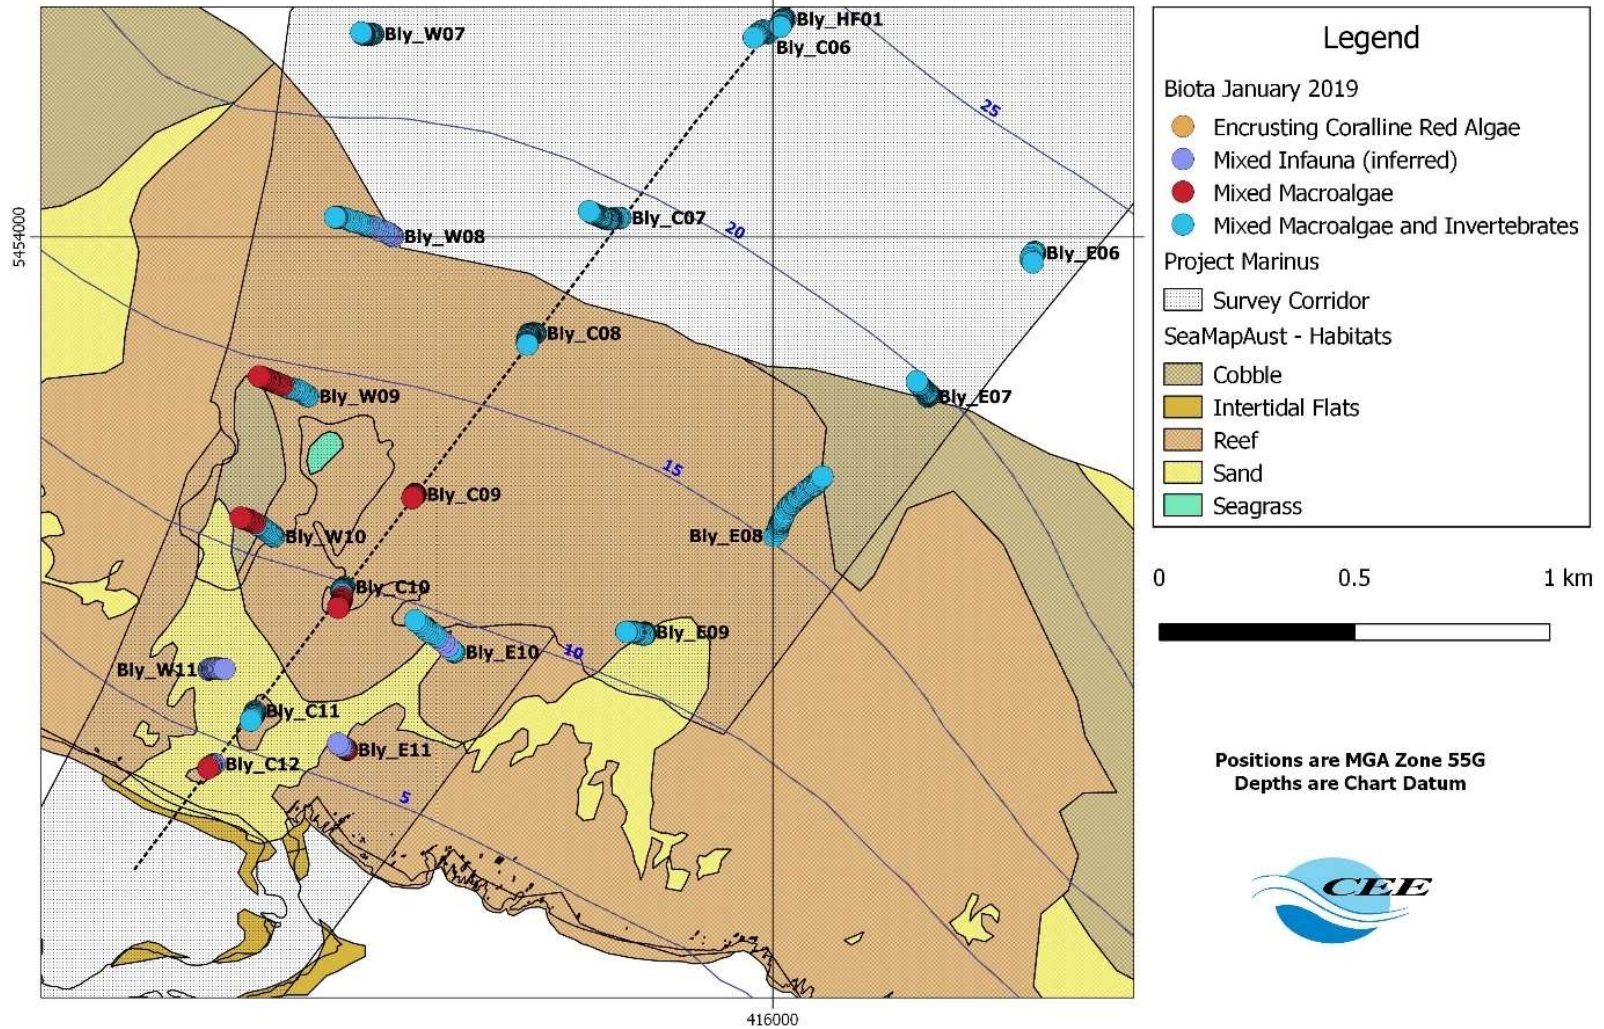 Bly_W07
Bly_HF01
Bly_C06
25
Bly_C07
20
Bly_W08
5454000
Bly_E06
Bly_C08
Bly_W09
Bly_E07
15
Bly_C09
Bly_W10
Bly_E08
Bly_C10
Bly_E09
Bly_E10
10
Bly_W11
Bly_C11
Bly_E11
Bly_C12
5
416000
Legend
Biota January 2019
Encrusting Coralline Red Algae
Mixed Infauna (inferred)
Mixed Macroalgae
Mixed Macroalgae and Invertebrates
Project Marinus
Survey Corridor
SeaMapAust - Habitats
Cobble
Intertidal Flats
Reef
Sand
Seagrass
0 0.5 1 km
Positions are MGA Zone 55G
Depths are Chart Datum
CEE